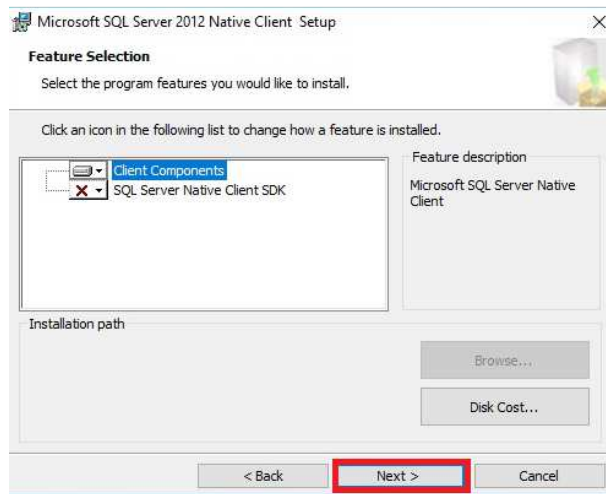 Microsoft SQL Server 2012 Native Client Setup
Feature Selection
Select the program features you would like to install.
Click an icon in the following list to change how a feature is installed.
Client Components
SQL Server Native Client SDK
Feature description
Microsoft SQL Server Native
Client
Installation path
Browse...
Disk Cost...
< Back
Next >
Cancel